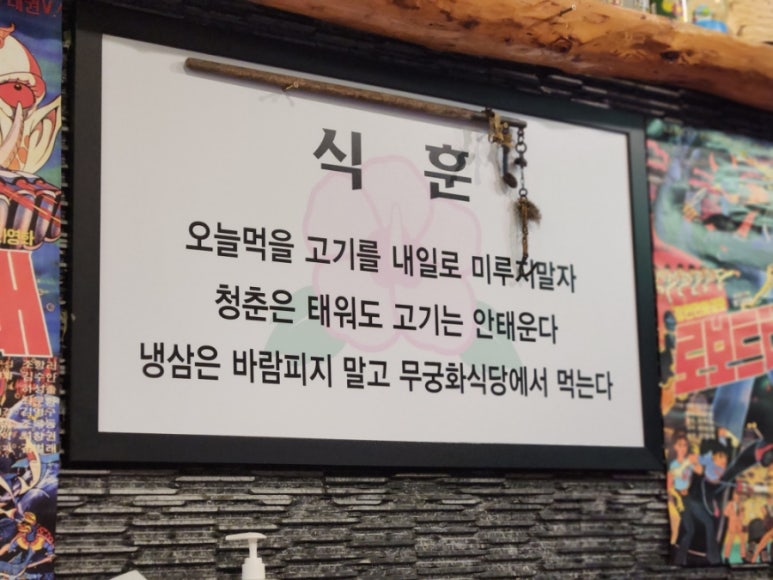 식 훈
오늘먹을 고기를 내일로 미루지말자
청춘은 태워도 고기는 안태운다
냉삼은 바람피지 말고 무궁화식당에서 먹는다